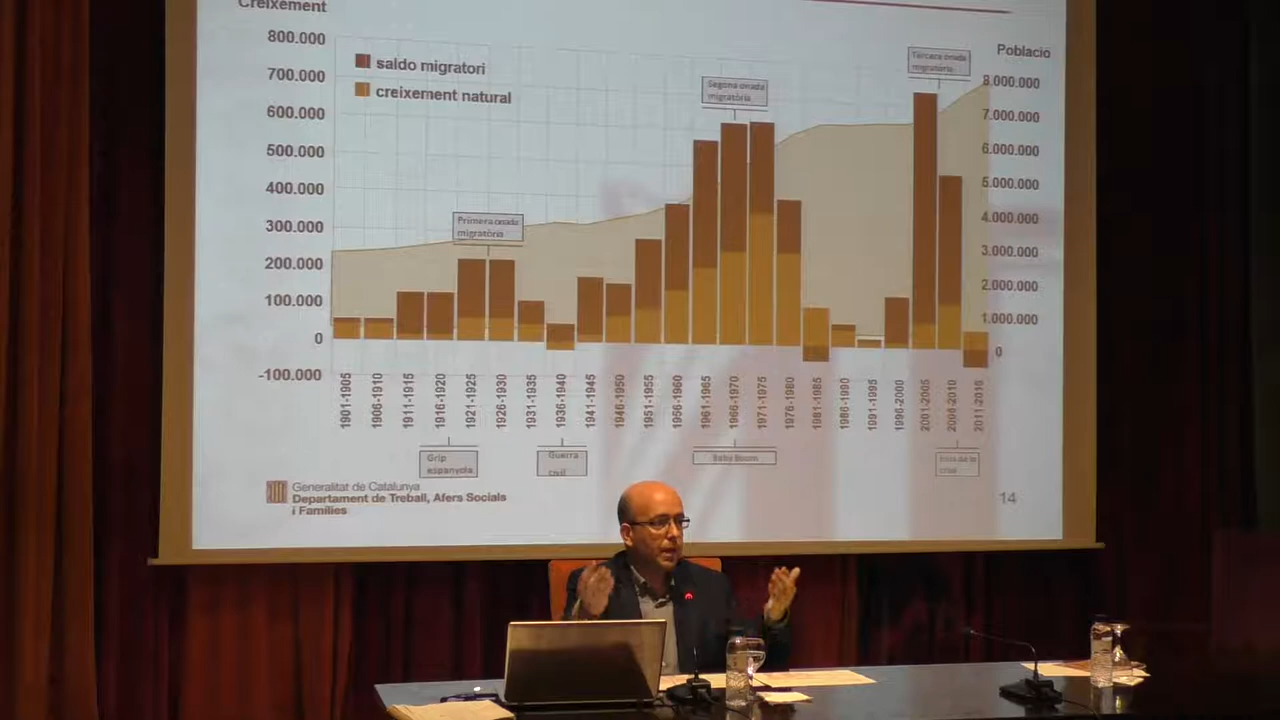 Creixement
800.000
700.000
600.000
500.000
400.000
300.000
200.000
100.000
0
-100.000
saldo migratori
creixement natural
Primera onada
migratòria
Segona onada
migratòria
Tercera onada
migratòria
Població
8.000.000
7.000.000
6.000.000
5.000.000
4.000.000
3.000.000
2.000.000
1.000.000
0
1901-1905
1906-1910
1911-1915
1916-1920
1921-1925
1926-1930
1931-1935
1936-1940
1941-1945
1946-1950
1951-1955
1956-1960
1961-1965
1966-1970
1971-1975
1976-1980
1981-1985
1986-1990
1991-1995
1996-2000
2001-2005
2006-2010
2011-2016
Grip
espanyola
Guerra
civil
Baby Boom
Inici de la
crisi
Generalitat de Catalunya
Departament de Treball, Afers Socials
i Famílies
14